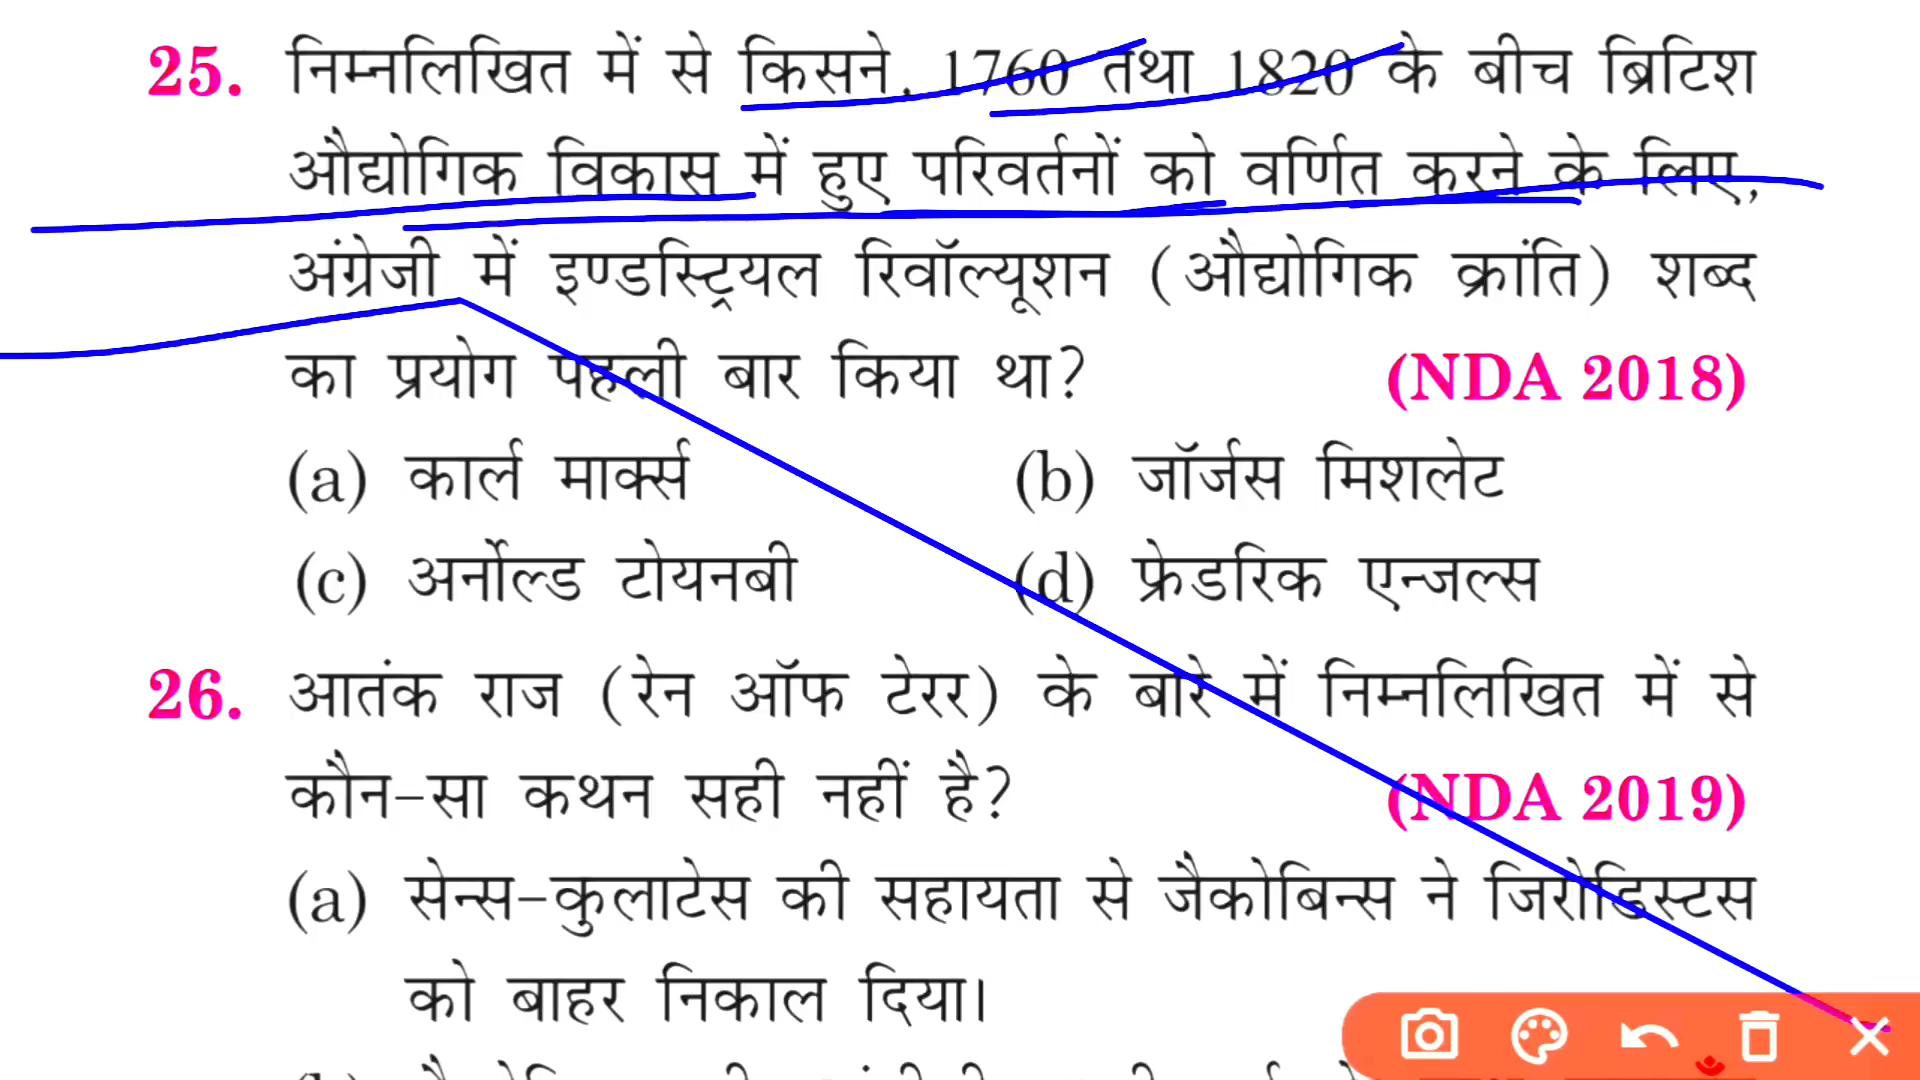 25. निम्नलिखित में से किसने, 1760 तथा 1820 के बीच ब्रिटिश
औद्योगिक विकास में हुए परिवर्तनों को वर्णित करने के लिए,
अंग्रेजी में इण्डस्ट्रियल रिवॉल्यूशन (औद्योगिक क्रांति) शब्द
का प्रयोग पहली बार किया था? (NDA 2018)
(a) कार्ल मार्क्स (b) जॉर्जस मिशलेट
(c) अर्नोल्ड टोयनबी (d) फ्रेडरिक एन्जल्स
26. आतंक राज (रेन ऑफ टेरर) के बारे में निम्नलिखित में से
कौन-सा कथन सही नहीं है? (NDA 2019)
(a) सेन्स-कुलाटेस की सहायता से जैकोबिन्स ने जिरोडिस्टस
को बाहर निकाल दिया।